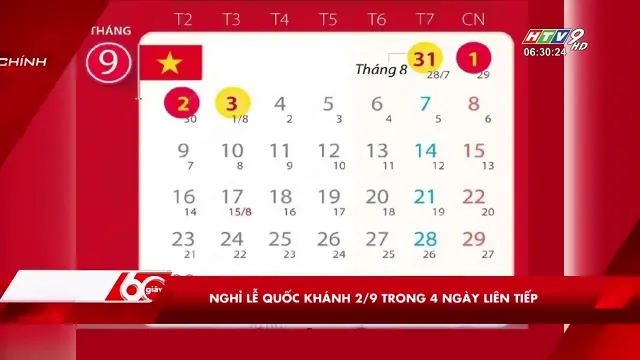 T2 T3 T4 T5 T6 T7 CN
HTV9 HD
06:30:24
CHÍNH
THÁNG
9
Tháng 8 31 1
28/7 29
2 3 4 5 6 7 8
30 1/8 2 3 4 5 6
9 10 11 12 13 14 15
7 8 9 10 11 12 13
16 17 18 19 20 21 22
14 15/8 16 17 18 19 20
23 24 25 26 27 28 29
21 22 23 24 25 26 27
60 giây
NGHỈ LỄ QUỐC KHÁNH 2/9 TRONG 4 NGÀY LIÊN TIẾP